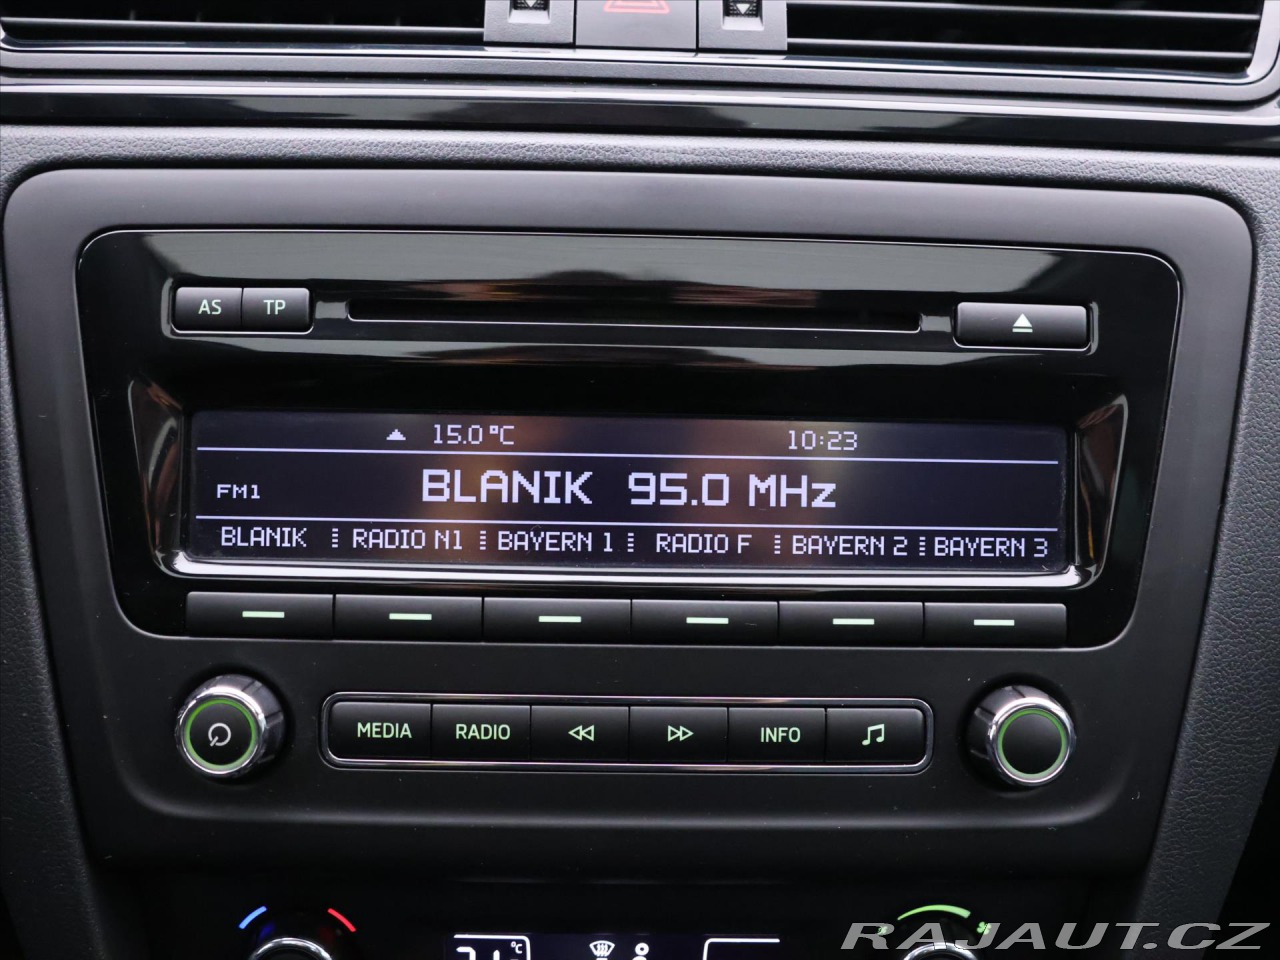 AS TP
15.0 °C 10:23
FM1 BLANIK 95.0 MHz
BLANIK RADIO N1 BAYERN 1 RADIO F BAYERN 2 BAYERN 3
MEDIA RADIO INFO
°C
RAJAUT.CZ